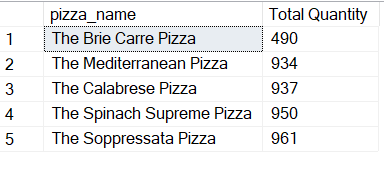 pizza_name Total Quantity
1 The Brie Carre Pizza 490
2 The Mediterranean Pizza 934
3 The Calabrese Pizza 937
4 The Spinach Supreme Pizza 950
5 The Soppressata Pizza 961